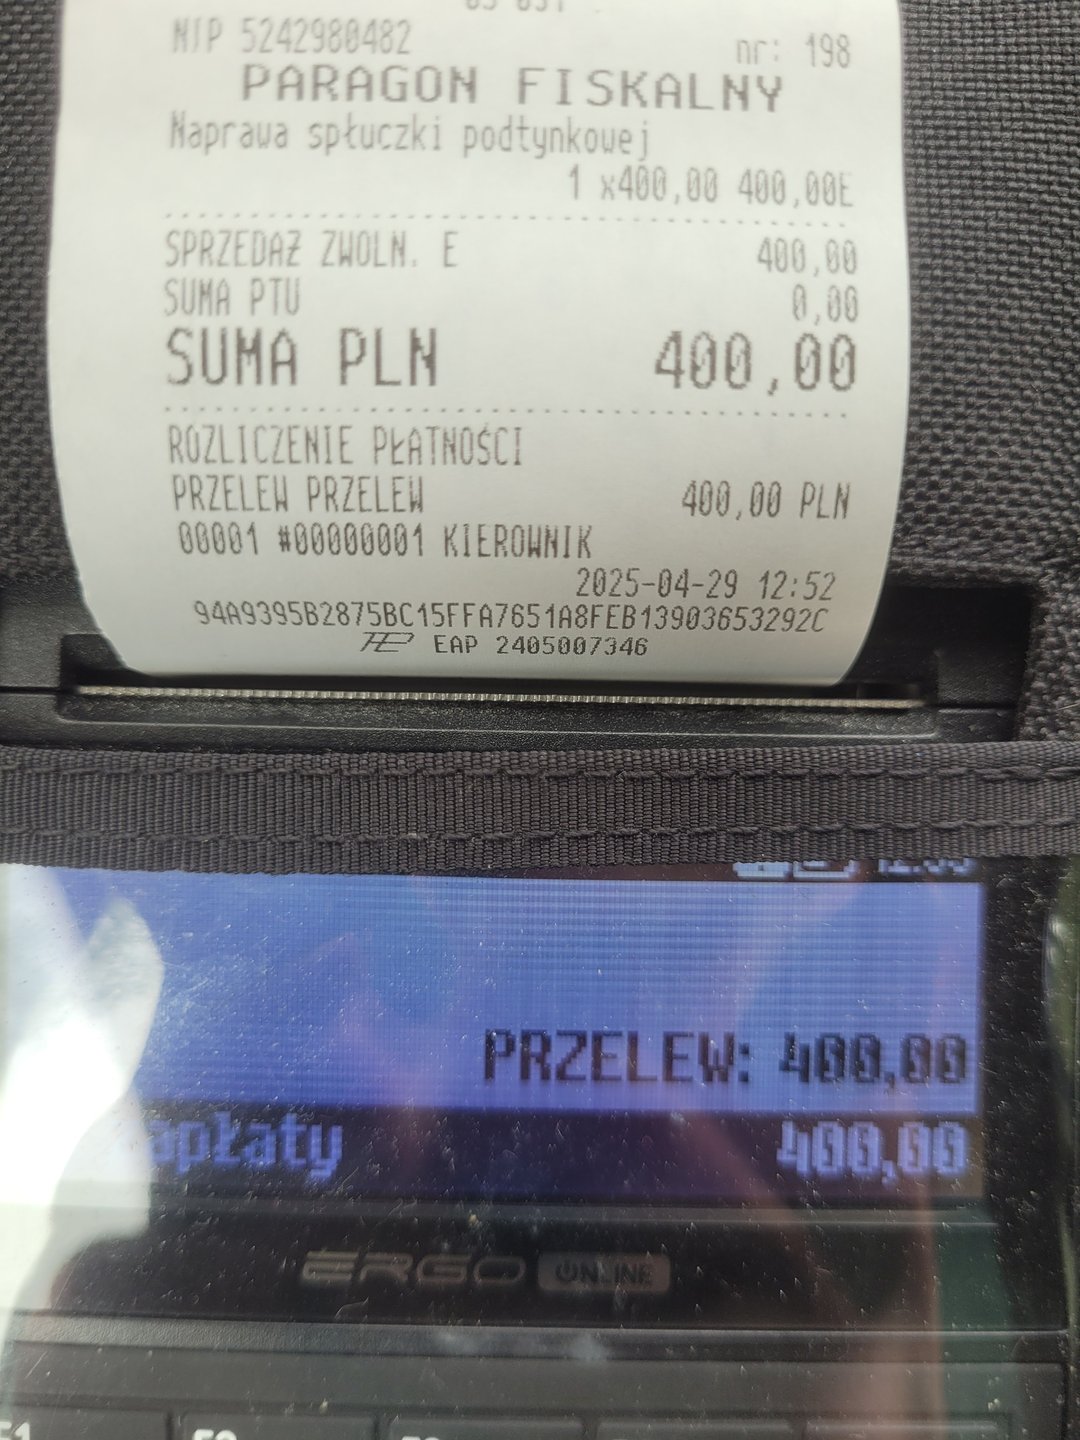 NIP 5242980482 nr: 198
PARAGON FISKALNY
Naprawa spłuczki podtynkowej
1 x400,00 400,00E
SPRZEDAŻ ZWOLN. E 400,00
SUMA PTU 0,00
SUMA PLN 400,00
ROZLICZENIE PŁATNOŚCI
PRZELEW PRZELEW 400,00 PLN
00001 #00000001 KIEROWNIK
2025-04-29 12:52
94A9395B2875BC15FFA7651A8FEB13903653292C
EAP 2405007346
PRZELEW: 400,00
apłaty 400,00
ERGO ONLINE